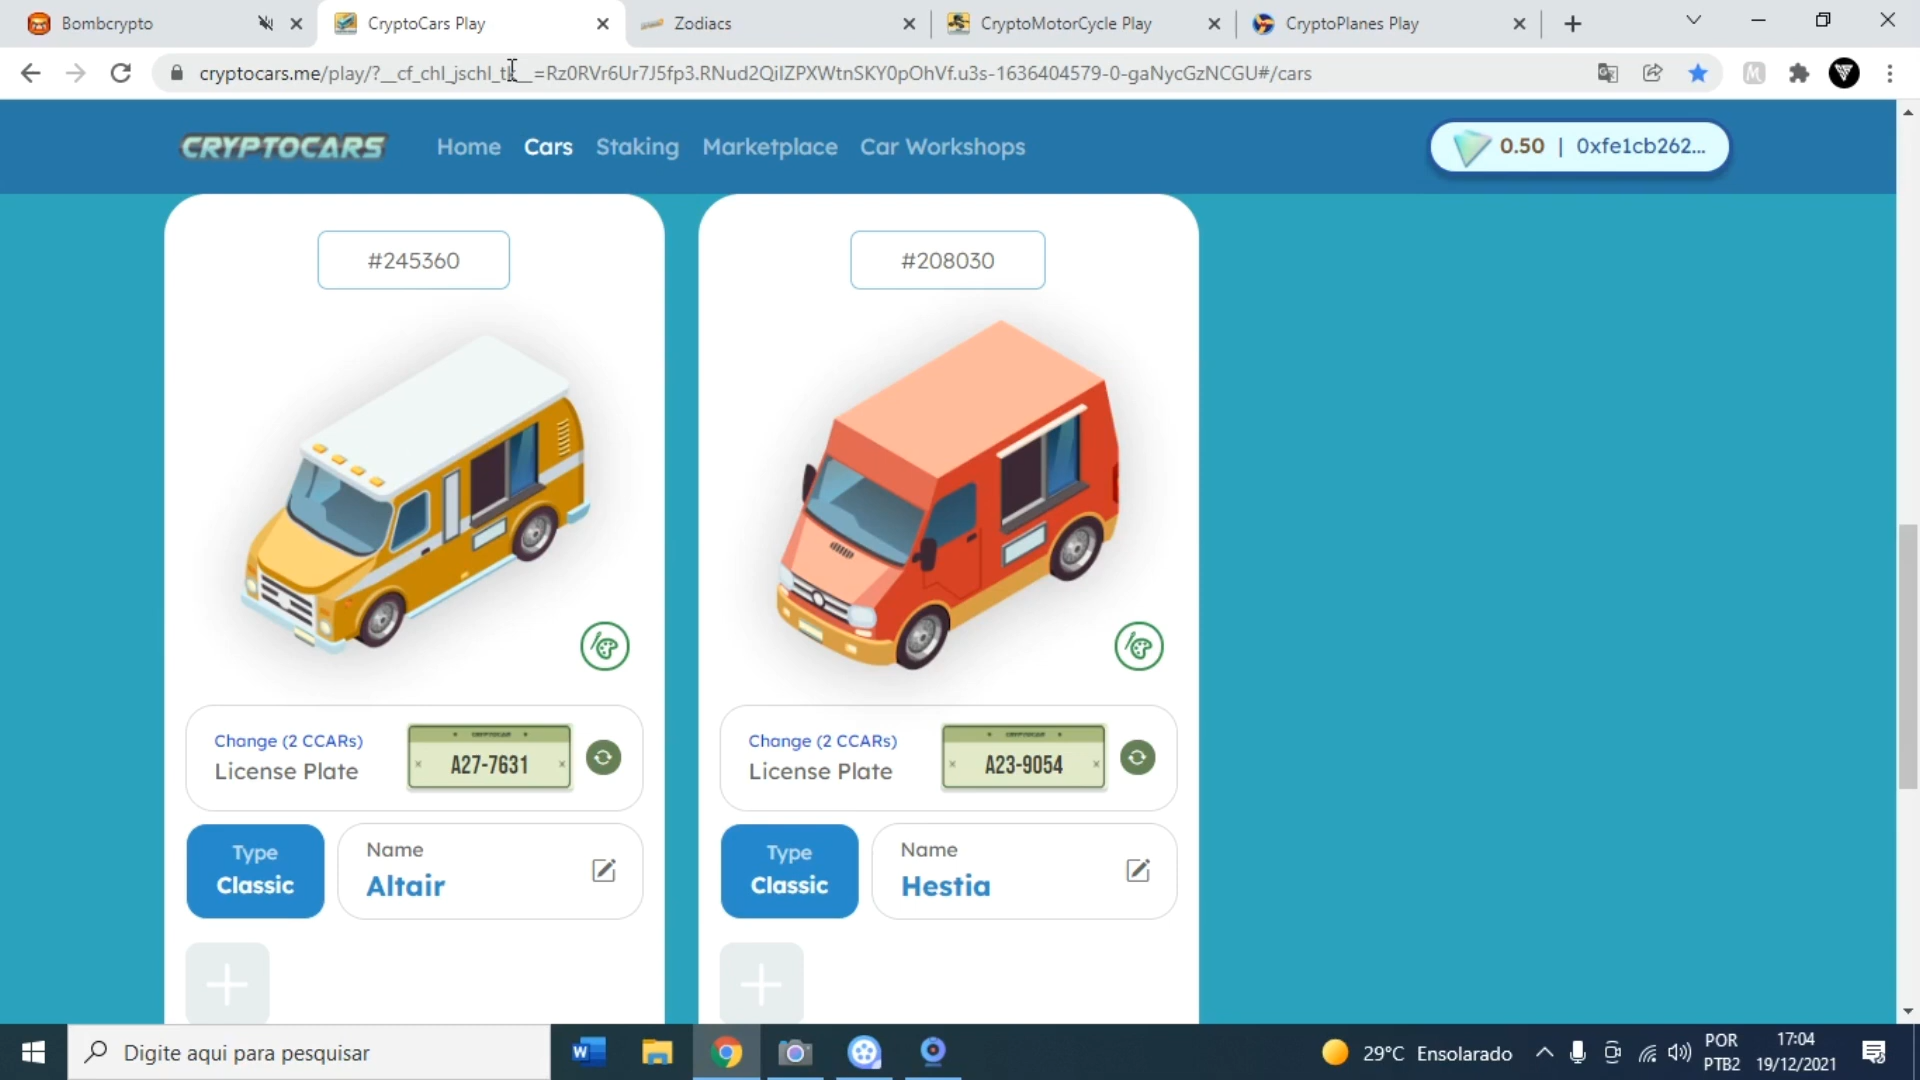 Bombcrypto
CryptoCars Play
Zodiacs
CryptoMotorCycle Play
CryptoPlanes Play
cryptocars.me/play/?__cf_chl_jschl_tk__=Rz0RVr6Ur7J5fp3.RNud2QiIZPXWtnSKY0pOhVf.u3s-1636404579-0-gaNycGzNCGU#/cars
CRYPTOCARS
Home
Cars
Staking
Marketplace
Car Workshops
0.50 | 0xfe1cb262...
#245360
#208030
Change (2 CCARs)
License Plate
CRYPTOCAR
A27-7631
Change (2 CCARs)
License Plate
CRYPTOCAR
A23-9054
Type
Classic
Name
Altair
Type
Classic
Name
Hestia
Digite aqui para pesquisar
29°C Ensolarado
POR
PTB2
17:04
19/12/2021